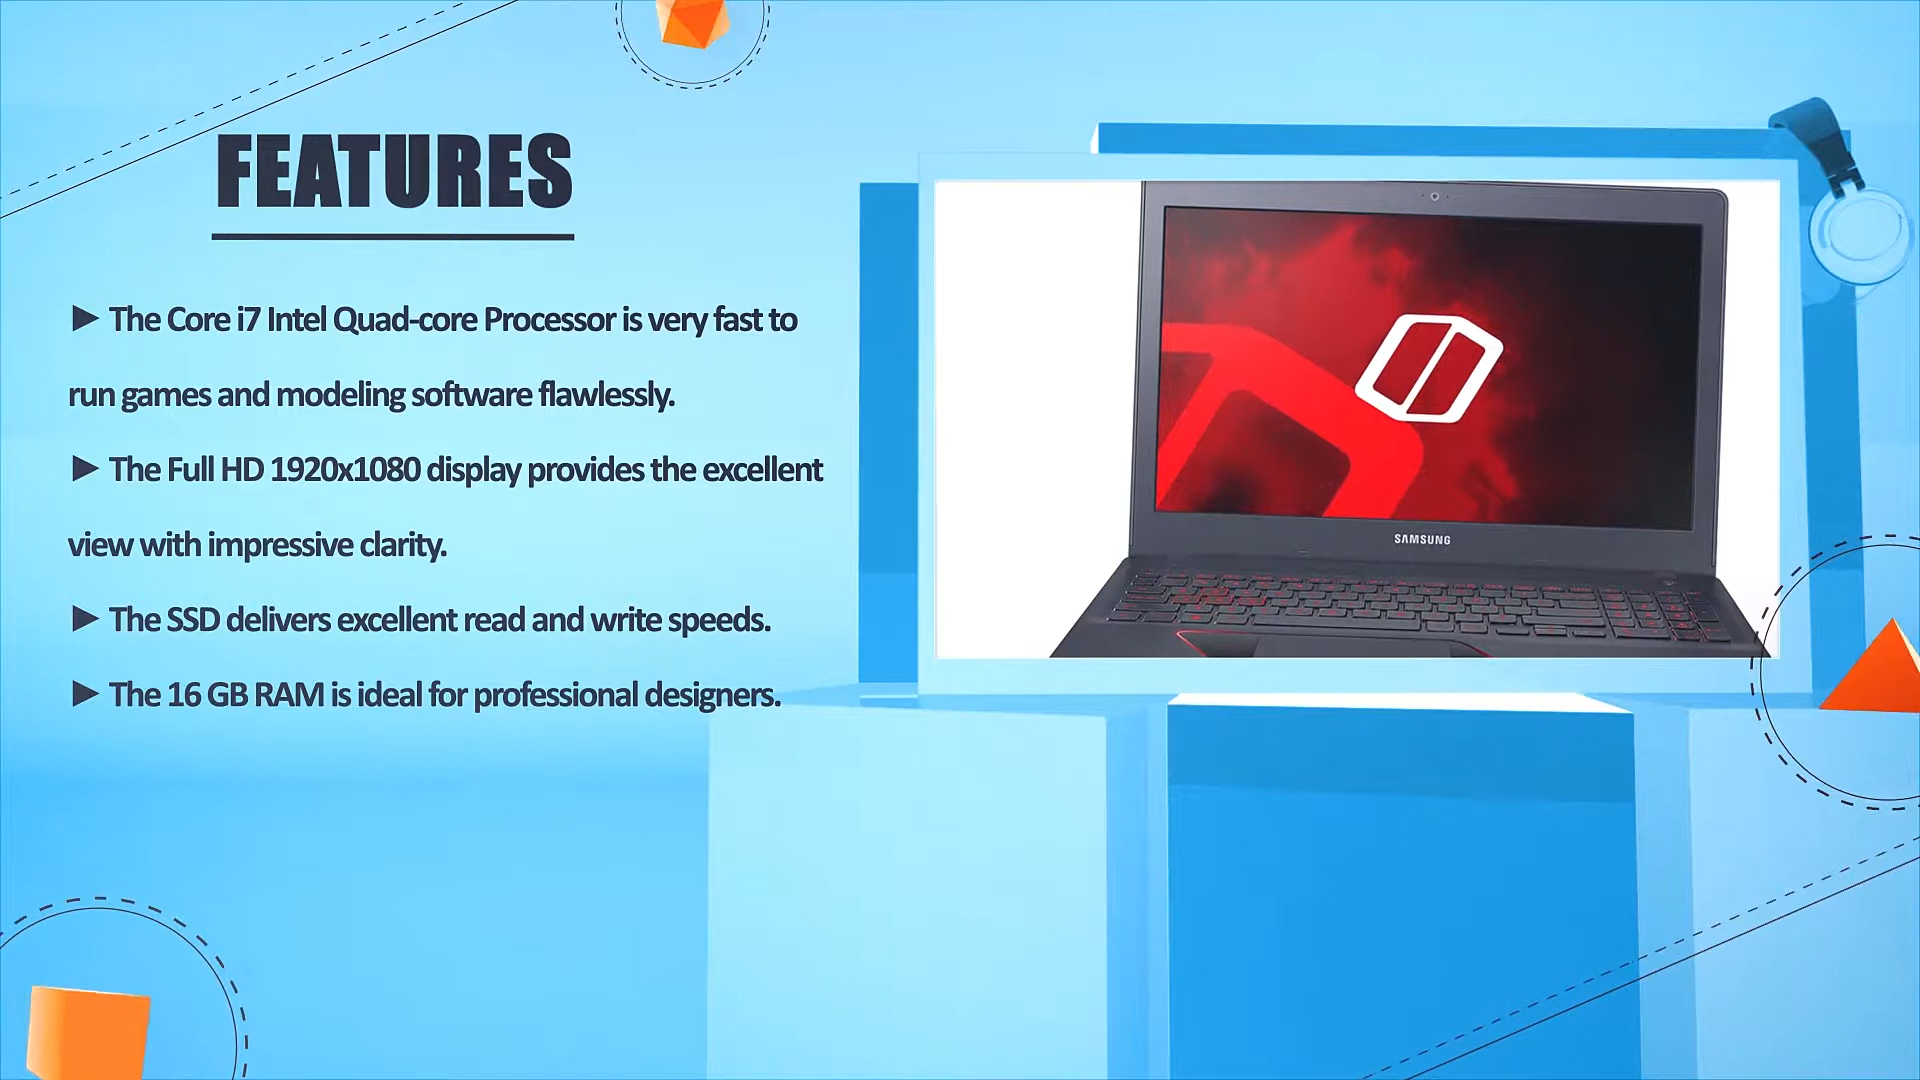 FEATURES
► The Core i7 Intel Quad-core Processor is very fast to
run games and modeling software flawlessly.
► The Full HD 1920x1080 display provides the excellent
view with impressive clarity.
► The SSD delivers excellent read and write speeds.
► The 16 GB RAM is ideal for professional designers.
SAMSUNG